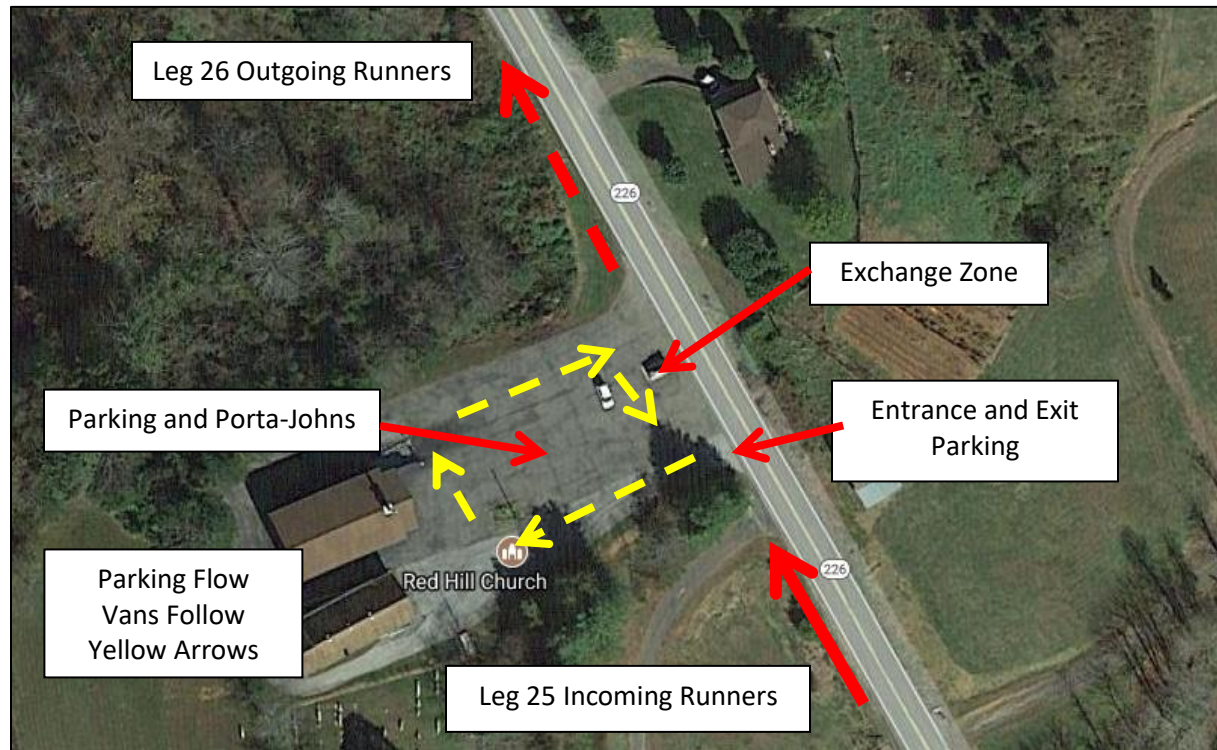 Leg 26 Outgoing Runners
226
Exchange Zone
Parking and Porta-Johns
Entrance and Exit
Parking
Red Hill Church
Parking Flow
Vans Follow
Yellow Arrows
226
Leg 25 Incoming Runners